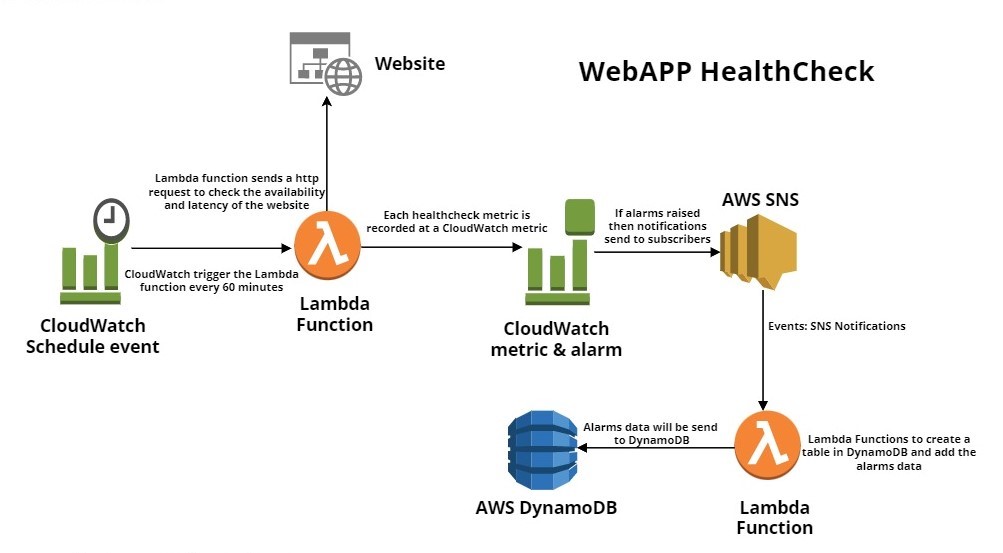 Website
WebAPP HealthCheck
Lambda function sends a http
request to check the availability
and latency of the website
CloudWatch trigger the Lambda
function every 60 minutes
CloudWatch
Schedule event
Lambda
Function
Each healthcheck metric is
recorded at a CloudWatch metric
CloudWatch
metric & alarm
If alarms raised
then notifications
send to subscribers
AWS SNS
Events: SNS Notifications
Lambda Functions to create a
table in DynamoDB and add the
alarms data
Lambda
Function
Alarms data will be send
to DynamoDB
AWS DynamoDB